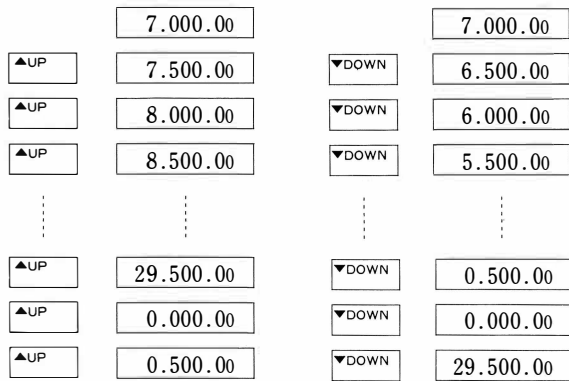 7.000.00 7.000.00
▲UP 7.500.00 ▼DOWN 6.500.00
▲UP 8.000.00 ▼DOWN 6.000.00
▲UP 8.500.00 ▼DOWN 5.500.00
▲UP 29.500.00 ▼DOWN 0.500.00
▲UP 0.000.00 ▼DOWN 0.000.00
▲UP 0.500.00 ▼DOWN 29.500.00